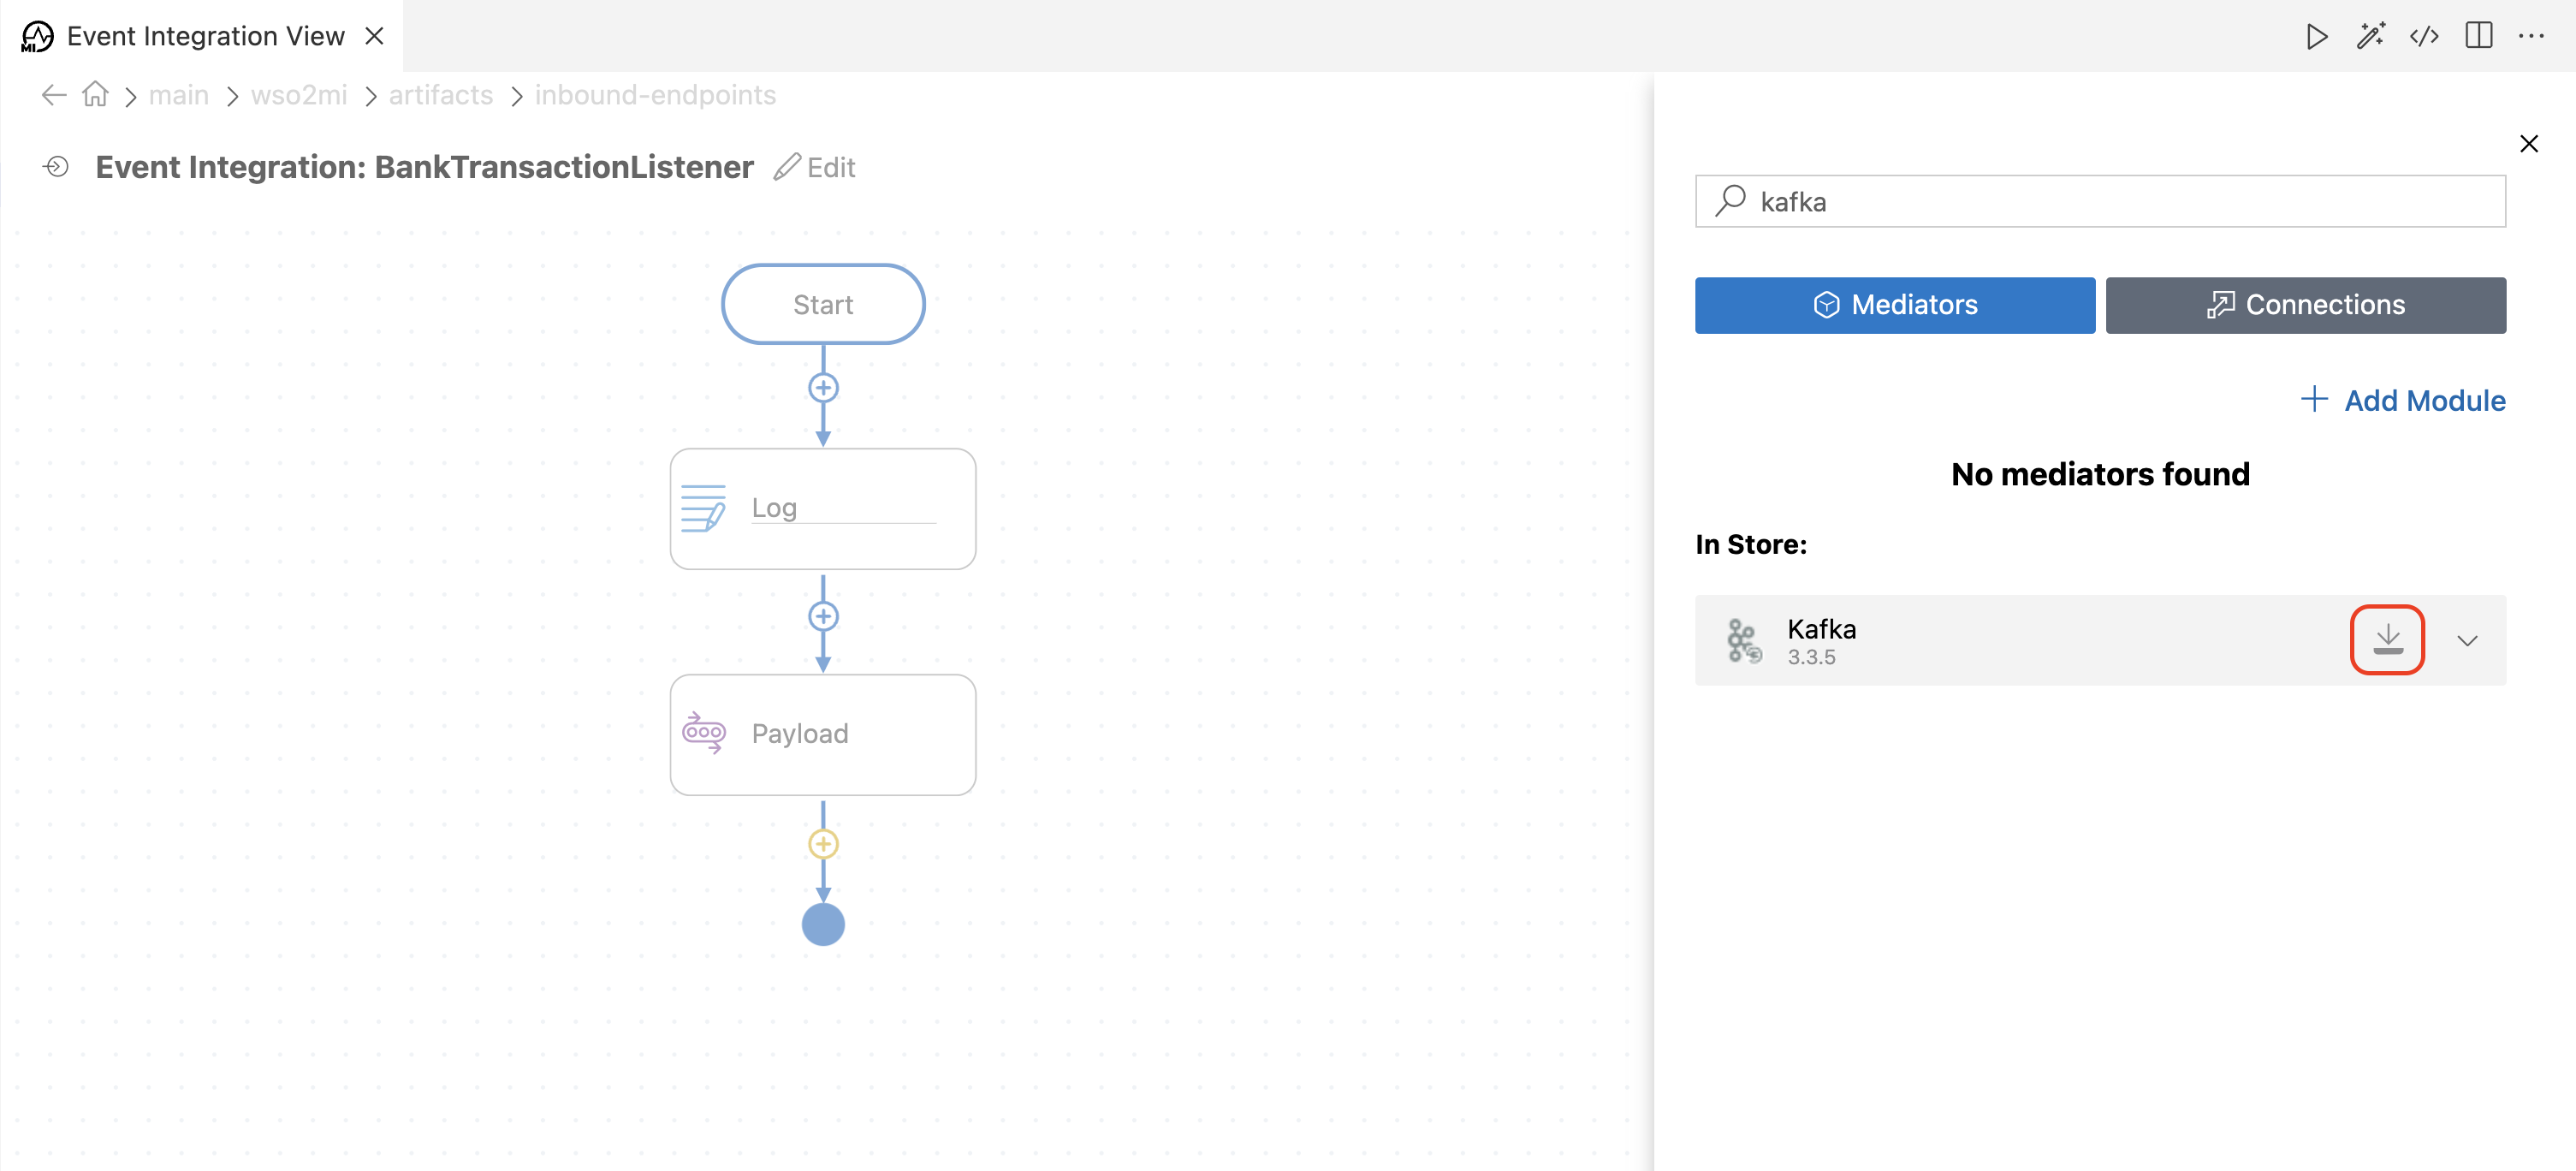 MI Event Integration View
main > wso2mi > artifacts > inbound-endpoints
Event Integration: BankTransactionListener Edit
Start
Log
Payload
kafka
Mediators Connections
Add Module
No mediators found
In Store:
Kafka
3.3.5